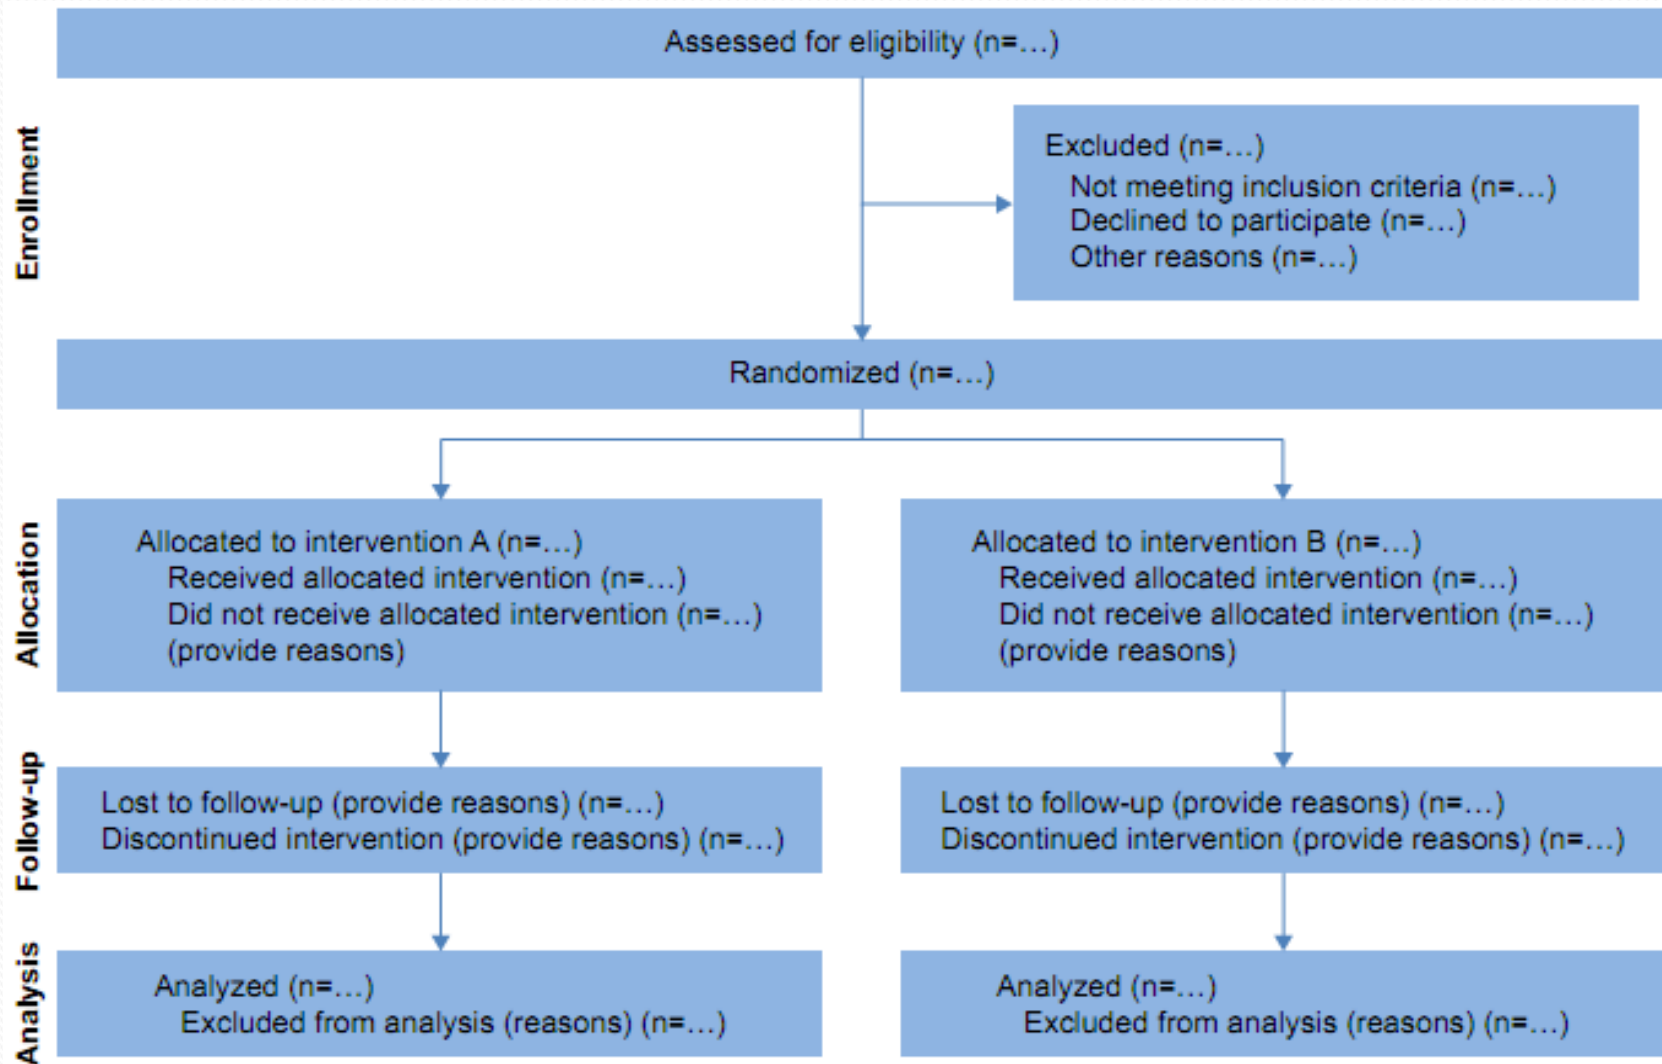 Assessed for eligibility (n=…)
Enrollment
Excluded (n=…)
Not meeting inclusion criteria (n=…)
Declined to participate (n=…)
Other reasons (n=…)
Randomized (n=…)
Allocation
Allocated to intervention A (n=…)
Received allocated intervention (n=…)
Did not receive allocated intervention (n=…)
(provide reasons)
Allocated to intervention B (n=…)
Received allocated intervention (n=…)
Did not receive allocated intervention (n=…)
(provide reasons)
Follow-up
Lost to follow-up (provide reasons) (n=…)
Discontinued intervention (provide reasons) (n=…)
Lost to follow-up (provide reasons) (n=…)
Discontinued intervention (provide reasons) (n=…)
Analysis
Analyzed (n=…)
Excluded from analysis (reasons) (n=…)
Analyzed (n=…)
Excluded from analysis (reasons) (n=…)